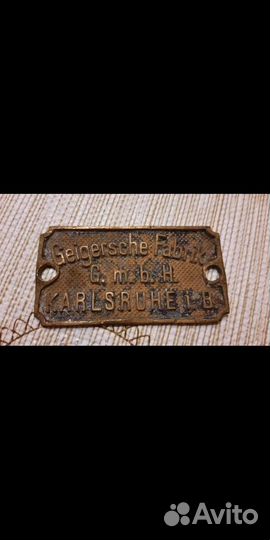 Geigersche Fabrik
G. m. b. H.
KARLSRUHE I. B.
Avito